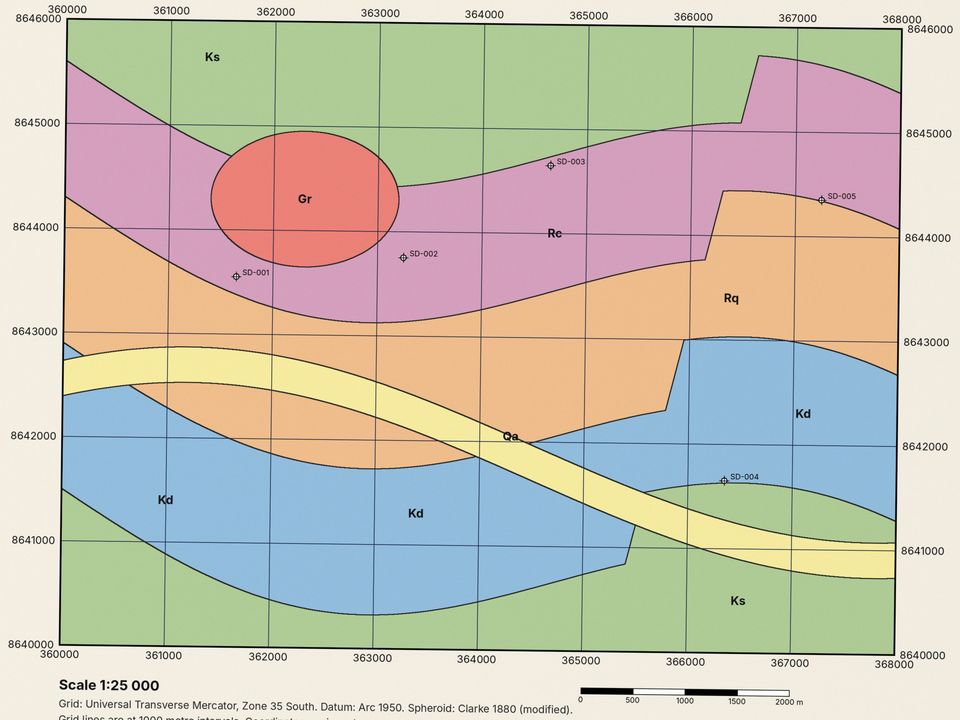 360000 361000 362000 363000 364000 365000 366000 367000 368000
8646000 8646000
Ks
8645000 8645000
SD-003
Gr
SD-005
8644000 Rc 8644000
SD-002
SD-001
Rq
8643000 8643000
Kd
8642000 Qa 8642000
SD-004
Kd
Kd
8641000 8641000
Ks
8640000 8640000
360000 361000 362000 363000 364000 365000 366000 367000 368000
Scale 1:25 000
0 500 1000 1500 2000 m
Grid: Universal Transverse Mercator, Zone 35 South. Datum: Arc 1950. Spheroid: Clarke 1880 (modified).